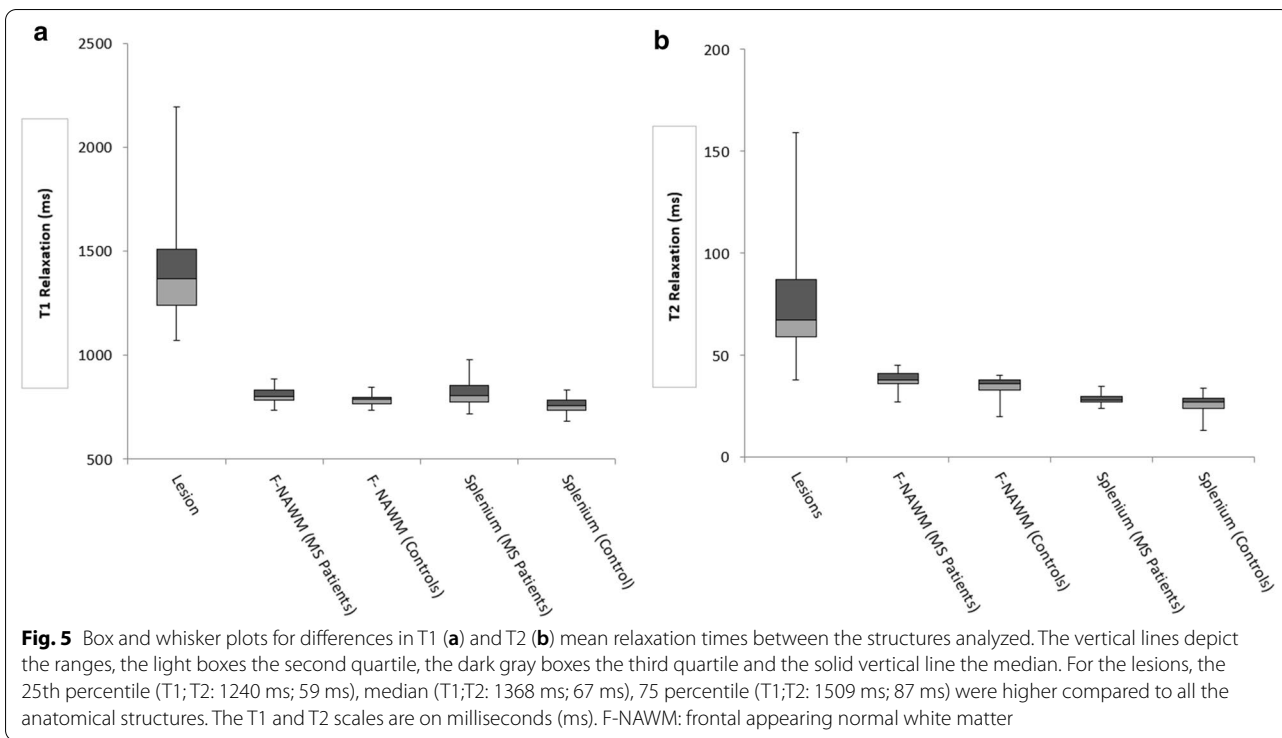 a
2500
2000
1500
1000
500
T1 Relaxation (ms)
Lesion
F-NAWM (MS Patients)
F- NAWM (Controls)
Splenium (MS Patients)
Splenium (Control)
b
200
150
100
50
0
T2 Relaxation (ms)
Lesions
F-NAWM (MS Patients)
F-NAWM (Controls)
Splenium (MS Patients)
Splenium (Controls)
Fig. 5 Box and whisker plots for differences in T1 (a) and T2 (b) mean relaxation times between the structures analyzed. The vertical lines depict
the ranges, the light boxes the second quartile, the dark gray boxes the third quartile and the solid vertical line the median. For the lesions, the
25th percentile (T1; T2: 1240 ms; 59 ms), median (T1;T2: 1368 ms; 67 ms), 75 percentile (T1;T2: 1509 ms; 87 ms) were higher compared to all the
anatomical structures. The T1 and T2 scales are on milliseconds (ms). F-NAWM: frontal appearing normal white matter